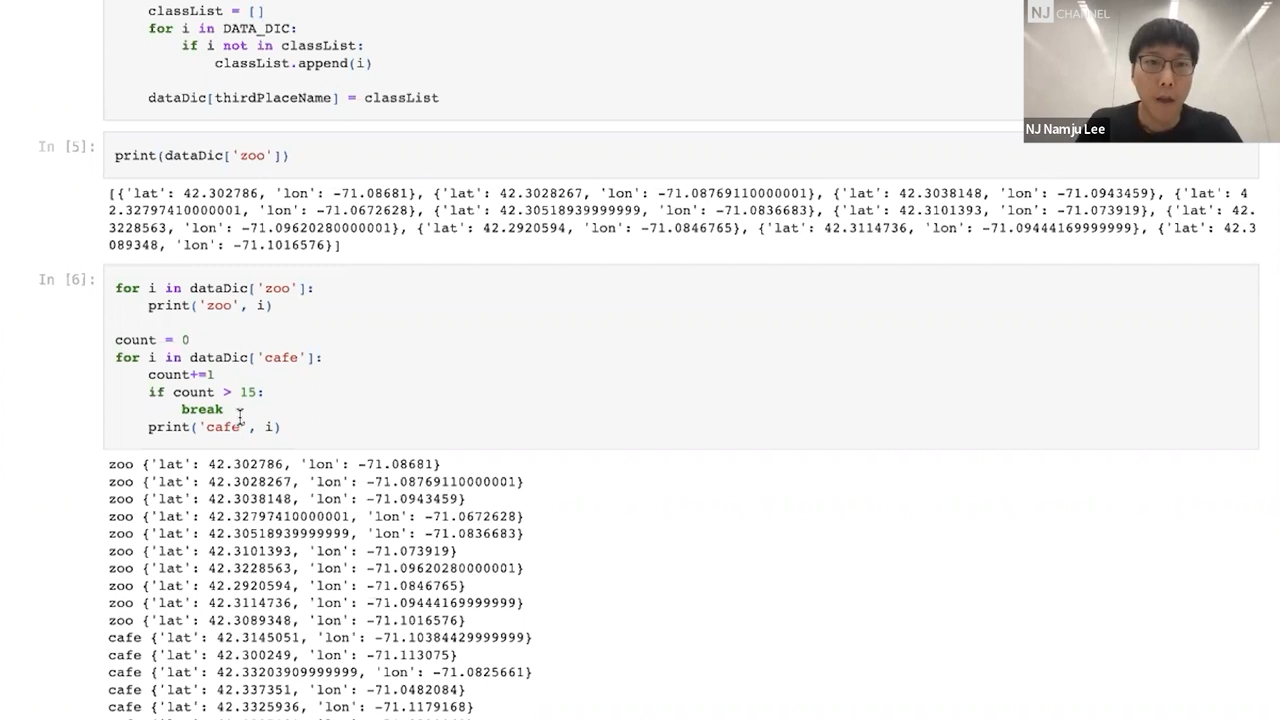 classList = []
for i in DATA_DIC:
if i not in classList:
classList.append(i)
dataDic[thirdPlaceName] = classList
NJ CHANNEL
NJ Namju Lee
In [5]:
print(dataDic['zoo'])
[{'lat': 42.302786, 'lon': -71.08681}, {'lat': 42.3028267, 'lon': -71.08769110000001}, {'lat': 42.3038148, 'lon': -71.0943459}, {'lat': 4
2.32797410000001, 'lon': -71.0672628}, {'lat': 42.30518939999999, 'lon': -71.0836683}, {'lat': 42.3101393, 'lon': -71.073919}, {'lat': 42.
3228563, 'lon': -71.09620280000001}, {'lat': 42.2920594, 'lon': -71.0846765}, {'lat': 42.3114736, 'lon': -71.09444169999999}, {'lat': 42.3
089348, 'lon': -71.1016576}]
In [6]:
for i in dataDic['zoo']:
print('zoo', i)
count = 0
for i in dataDic['cafe']:
count+=1
if count > 15:
break
print('cafe', i)
zoo {'lat': 42.302786, 'lon': -71.08681}
zoo {'lat': 42.3028267, 'lon': -71.08769110000001}
zoo {'lat': 42.3038148, 'lon': -71.0943459}
zoo {'lat': 42.32797410000001, 'lon': -71.0672628}
zoo {'lat': 42.30518939999999, 'lon': -71.0836683}
zoo {'lat': 42.3101393, 'lon': -71.073919}
zoo {'lat': 42.3228563, 'lon': -71.09620280000001}
zoo {'lat': 42.2920594, 'lon': -71.0846765}
zoo {'lat': 42.3114736, 'lon': -71.09444169999999}
zoo {'lat': 42.3089348, 'lon': -71.1016576}
cafe {'lat': 42.3145051, 'lon': -71.10384429999999}
cafe {'lat': 42.300249, 'lon': -71.113075}
cafe {'lat': 42.33203909999999, 'lon': -71.0825661}
cafe {'lat': 42.337351, 'lon': -71.0482084}
cafe {'lat': 42.3325936, 'lon': -71.1179168}